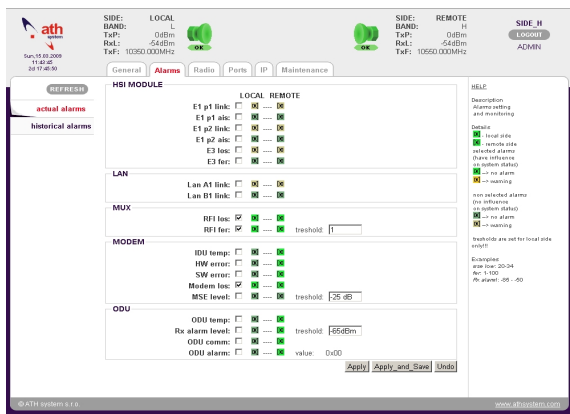 ath
system
Sun,15.03.2009
11:43:45
2d 17:45:50
SIDE: LOCAL
BAND: L
TxP: 0dBm
RxL: -54dBm
TxF: 10350.000MHz
OK
OK
SIDE: REMOTE
BAND: H
TxP: 0dBm
RxL: -54dBm
TxF: 10550.000MHz
SIDE_H
LOGOUT
ADMIN
General Alarms Radio Ports IP Maintenance
REFRESH
actual alarms
historical alarms
HSI MODULE
LOCAL REMOTE
E1 p1 link: ----
E1 p1 ais: ----
E1 p2 link: ----
E1 p2 ais: ----
E3 los: ----
E3 fer: ----
LAN
Lan A1 link: ----
Lan B1 link: ----
MUX
RFI los: ----
RFI fer: ---- treshold: 1
MODEM
IDU temp: ----
HW error: ----
SW error: ----
Modem los: ----
MSE level: ---- treshold: -25 dB
ODU
ODU temp: ----
Rx alarm level: ---- treshold: -65dBm
ODU comm: ----
ODU alarm: ---- value: 0x00
Apply Apply_and_Save Undo
HELP
Description
Alarms setting
and monitoring
Details:
- local side
- remote side
selected alarms
(have influence
on system status)
--> no alarm
--> warning
non selected alarms
(no influence
on system status)
--> no alarm
--> warning
tresholds are set for local side
only!!!
Examples:
mse low: 20-34
fer: 1-100
Rx alarm1: -65 - -50
© ATH system s.r.o.
www.athsystem.com